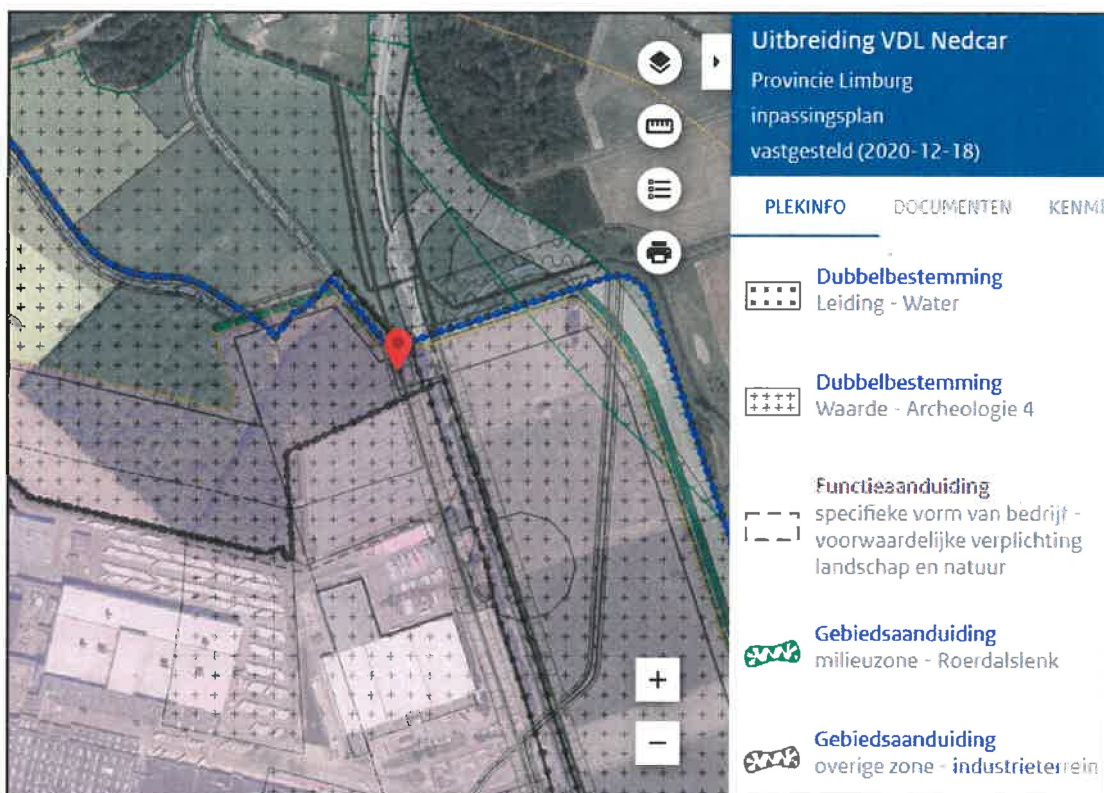 Uitbreiding VDL Nedcar
Provincie Limburg
inpassingsplan
vastgesteld (2020-12-18)
PLEKINFO DOCUMENTEN KENM
Dubbelbestemming
Leiding - Water
Dubbelbestemming
Waarde - Archeologie 4
Functieaanduiding
specifieke vorm van bedrijf -
voorwaardelijke verplichting
landschap en natuur
Gebiedsaanduiding
milieuzone - Roerdalslenk
Gebiedsaanduiding
overige zone - industrieterrein